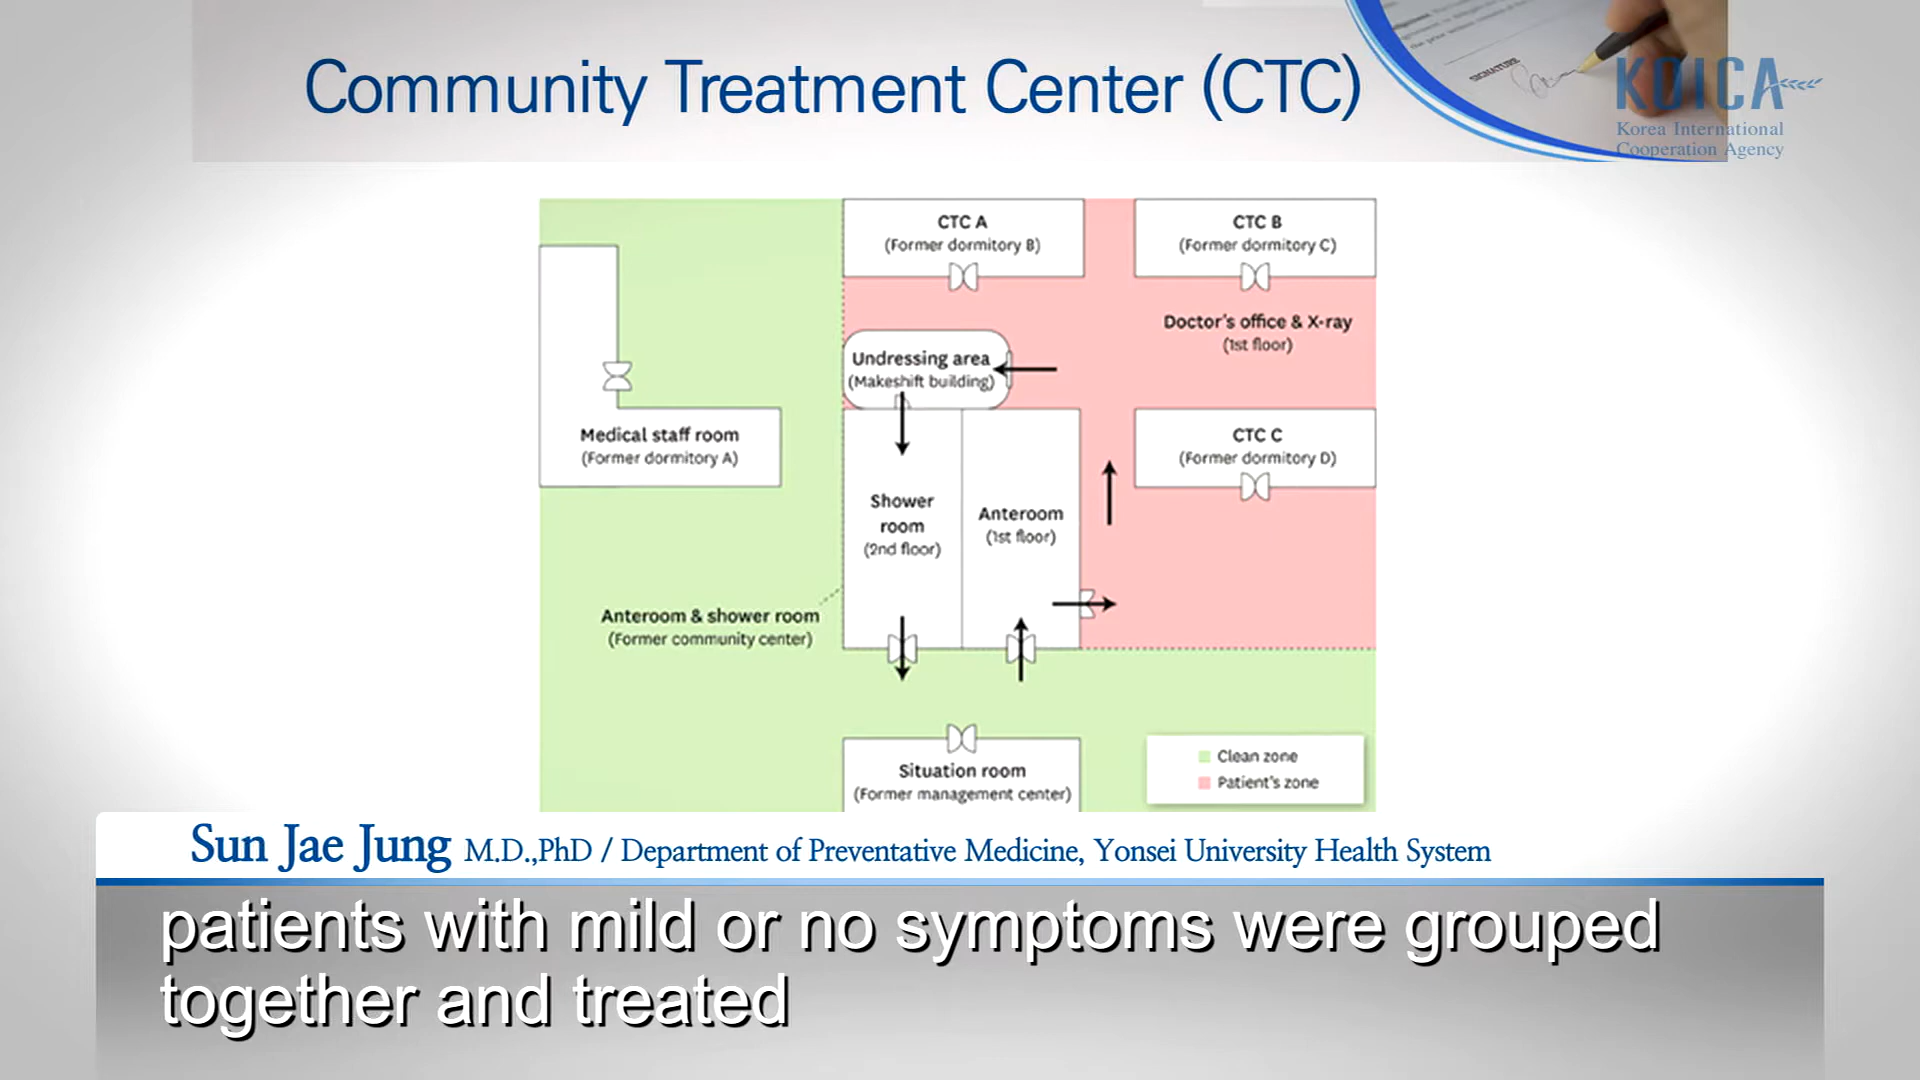 Community Treatment Center (CTC)
SIGNATURE
KOICA
Korea International
Cooperation Agency
CTC A
(Former dormitory B)
CTC B
(Former dormitory C)
Doctor's office & X-ray
(1st floor)
Undressing area
(Makeshift building)
Medical staff room
(Former dormitory A)
CTC C
(Former dormitory D)
Shower
room
(2nd floor)
Anteroom
(1st floor)
Anteroom & shower room
(Former community center)
Situation room
(Former management center)
Clean zone
Patient's zone
Sun Jae Jung M.D.,PhD / Department of Preventative Medicine, Yonsei University Health System
patients with mild or no symptoms were grouped
together and treated